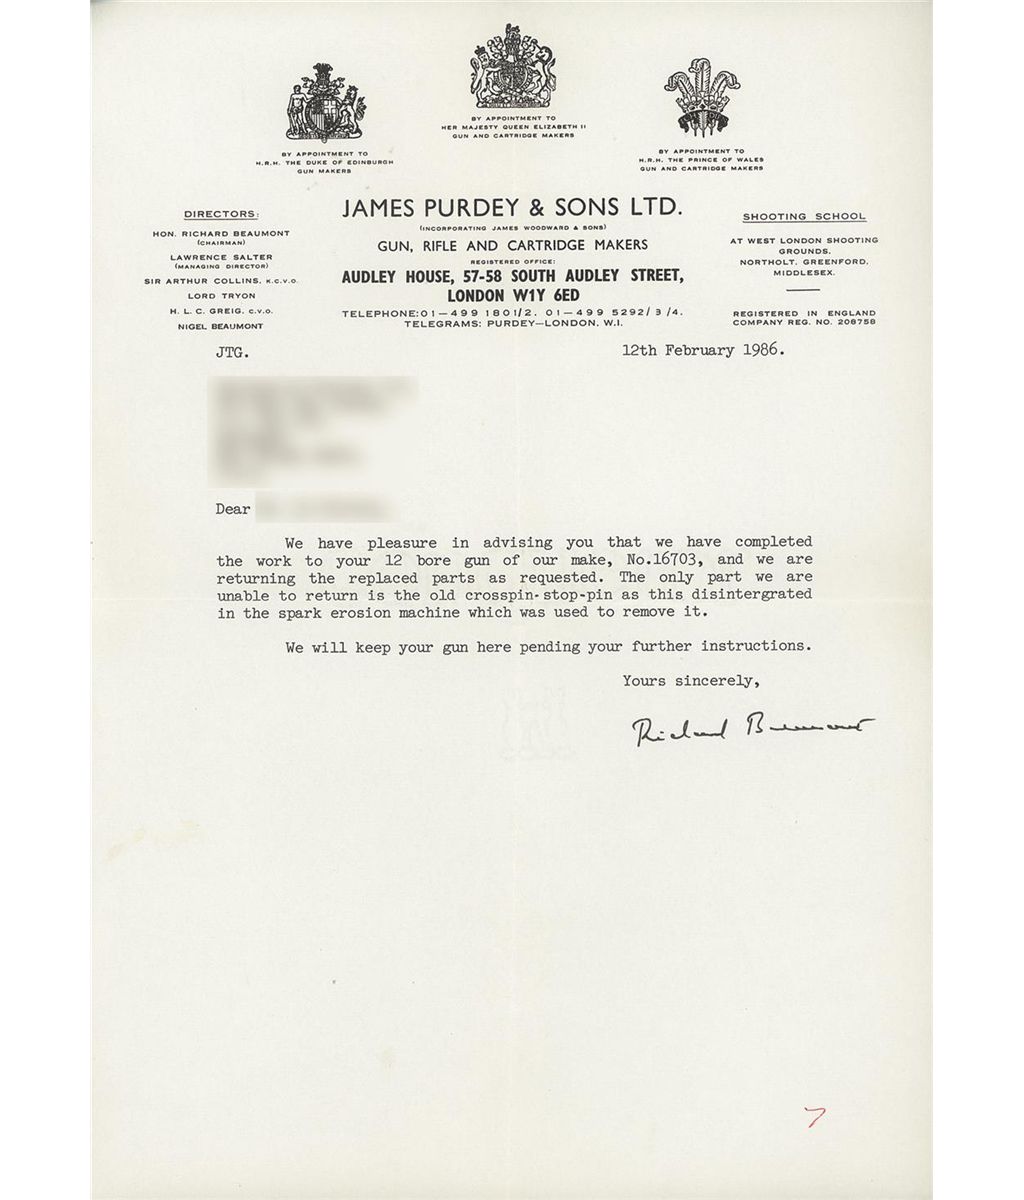 BY APPOINTMENT TO
HER MAJESTY QUEEN ELIZABETH II
GUN AND CARTRIDGE MAKERS
BY APPOINTMENT TO
H.R.H. THE DUKE OF EDINBURGH
GUN MAKERS
BY APPOINTMENT TO
H.R.H. THE PRINCE OF WALES
GUN AND CARTRIDGE MAKERS
DIRECTORS:
HON. RICHARD BEAUMONT
(CHAIRMAN)
LAWRENCE SALTER
(MANAGING DIRECTOR)
SIR ARTHUR COLLINS, K.C.V.O.
LORD TRYON
H. L. C. GREIG, C.V.O.
NIGEL BEAUMONT
JAMES PURDEY & SONS LTD.
(INCORPORATING JAMES WOODWARD & SONS)
GUN, RIFLE AND CARTRIDGE MAKERS
REGISTERED OFFICE:
AUDLEY HOUSE, 57-58 SOUTH AUDLEY STREET,
LONDON W1Y 6ED
TELEPHONE: 01-499 1801/2. 01-499 5292/3/4.
TELEGRAMS: PURDEY—LONDON, W.I.
SHOOTING SCHOOL
AT WEST LONDON SHOOTING
GROUNDS.
NORTHOLT, GREENFORD,
MIDDLESEX.
REGISTERED IN ENGLAND
COMPANY REG. NO. 208758
JTG.
12th February 1986.
Dear
We have pleasure in advising you that we have completed
the work to your 12 bore gun of our make, No.16703, and we are
returning the replaced parts as requested. The only part we are
unable to return is the old crosspin-stop-pin as this disintergrated
in the spark erosion machine which was used to remove it.
We will keep your gun here pending your further instructions.
Yours sincerely,
Richard Beaumont
7